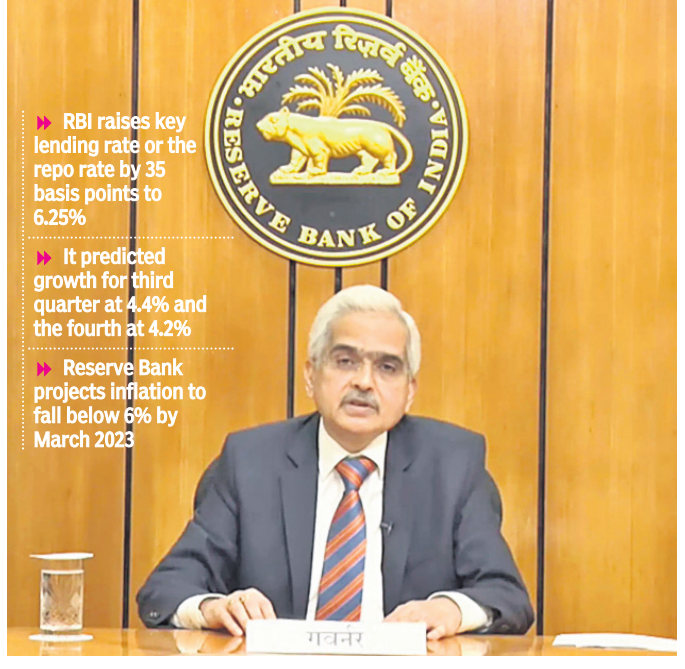 भारतीय रिज़र्व बैंक
RESERVE BANK OF INDIA
RBI raises key
lending rate or the
repo rate by 35
basis points to
6.25%
It predicted
growth for third
quarter at 4.4% and
the fourth at 4.2%
Reserve Bank
projects inflation to
fall below 6% by
March 2023
गवर्नर